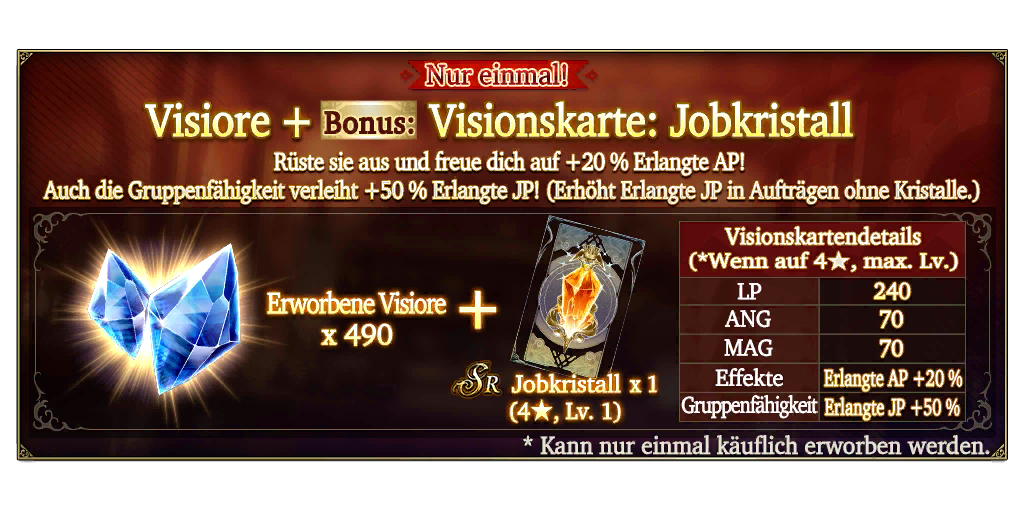 Nur einmal!
Visiore + Bonus: Visionskarte: Jobkristall
Rüste sie aus und freue dich auf +20 % Erlangte AP!
Auch die Gruppenfähigkeit verleiht +50 % Erlangte JP! (Erhöht Erlangte JP in Aufträgen ohne Kristalle.)
Erworbene Visiore
x 490
+
SR Jobkristall x 1
(4★, Lv. 1)
Visionskartendetails
(*Wenn auf 4★, max. Lv.)
LP 240
ANG 70
MAG 70
Effekte Erlangte AP +20 %
Gruppenfähigkeit Erlangte JP +50 %
* Kann nur einmal käuflich erworben werden.